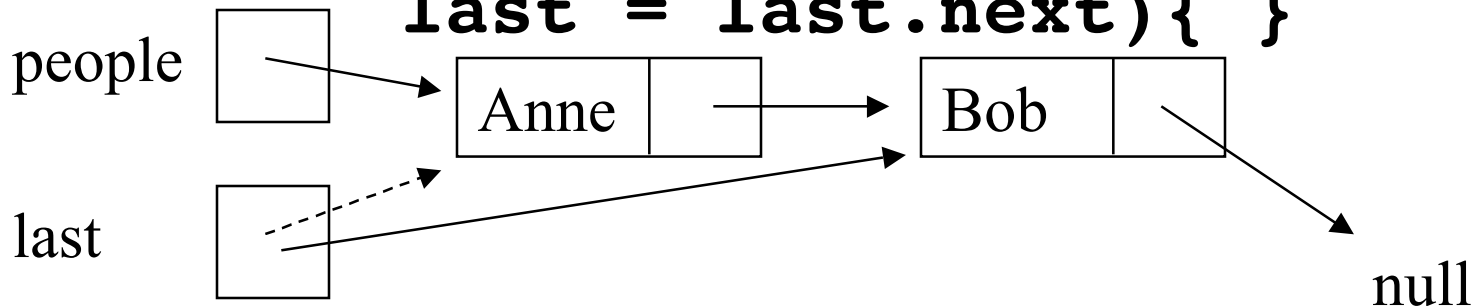 last = last.next){ }
people
Anne
Bob
last
null